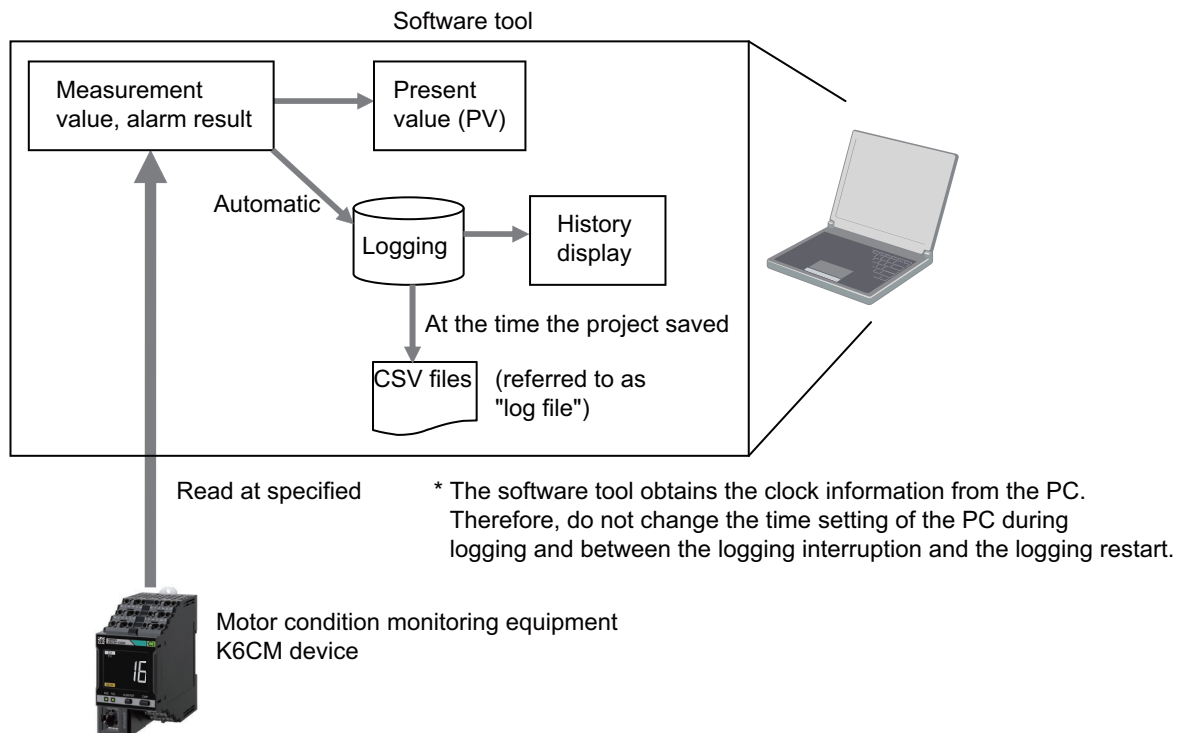 Software tool
Measurement
value, alarm result
Present
value (PV)
Automatic
Logging
History
display
At the time the project saved
CSV files
(referred to as
"log file")
Read at specified
* The software tool obtains the clock information from the PC.
Therefore, do not change the time setting of the PC during
logging and between the logging interruption and the logging restart.
Motor condition monitoring equipment
K6CM device
16